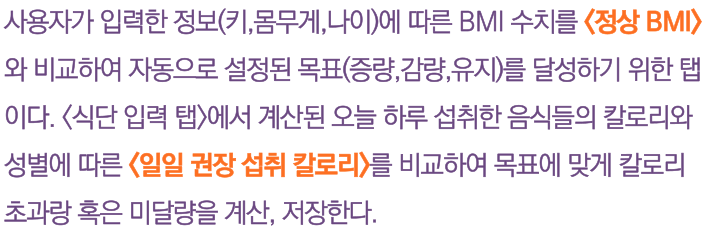 사용자가 입력한 정보(키,몸무게,나이)에 따른 BMI 수치를 <정상 BMI>
와 비교하여 자동으로 설정된 목표(증량,감량,유지)를 달성하기 위한 탭
이다. <식단 입력 탭>에서 계산된 오늘 하루 섭취한 음식들의 칼로리와
성별에 따른 <일일 권장 섭취 칼로리>를 비교하여 목표에 맞게 칼로리
초과랑 혹은 미달량을 계산, 저장한다.